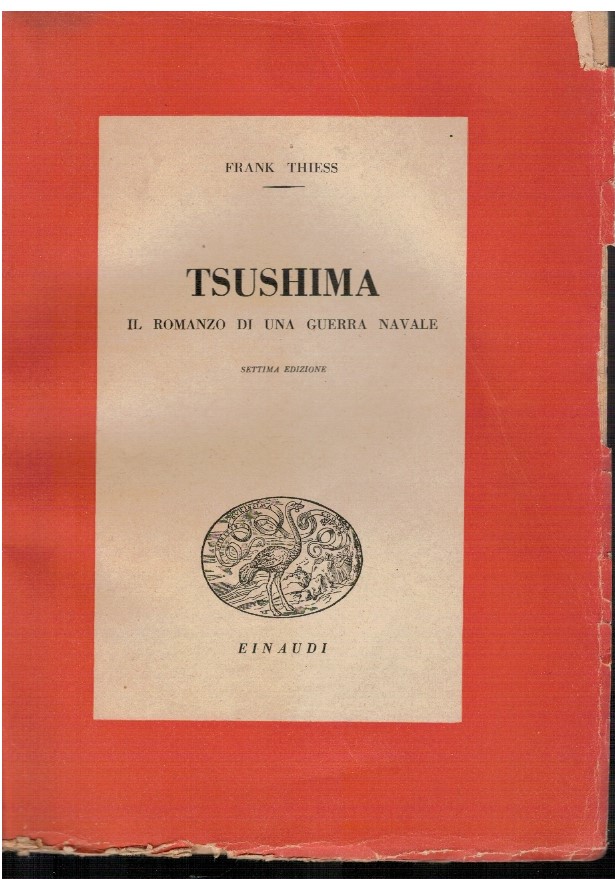 FRANK THIESS
TSUSHIMA
IL ROMANZO DI UNA GUERRA NAVALE
SETTIMA EDIZIONE
EINAUDI